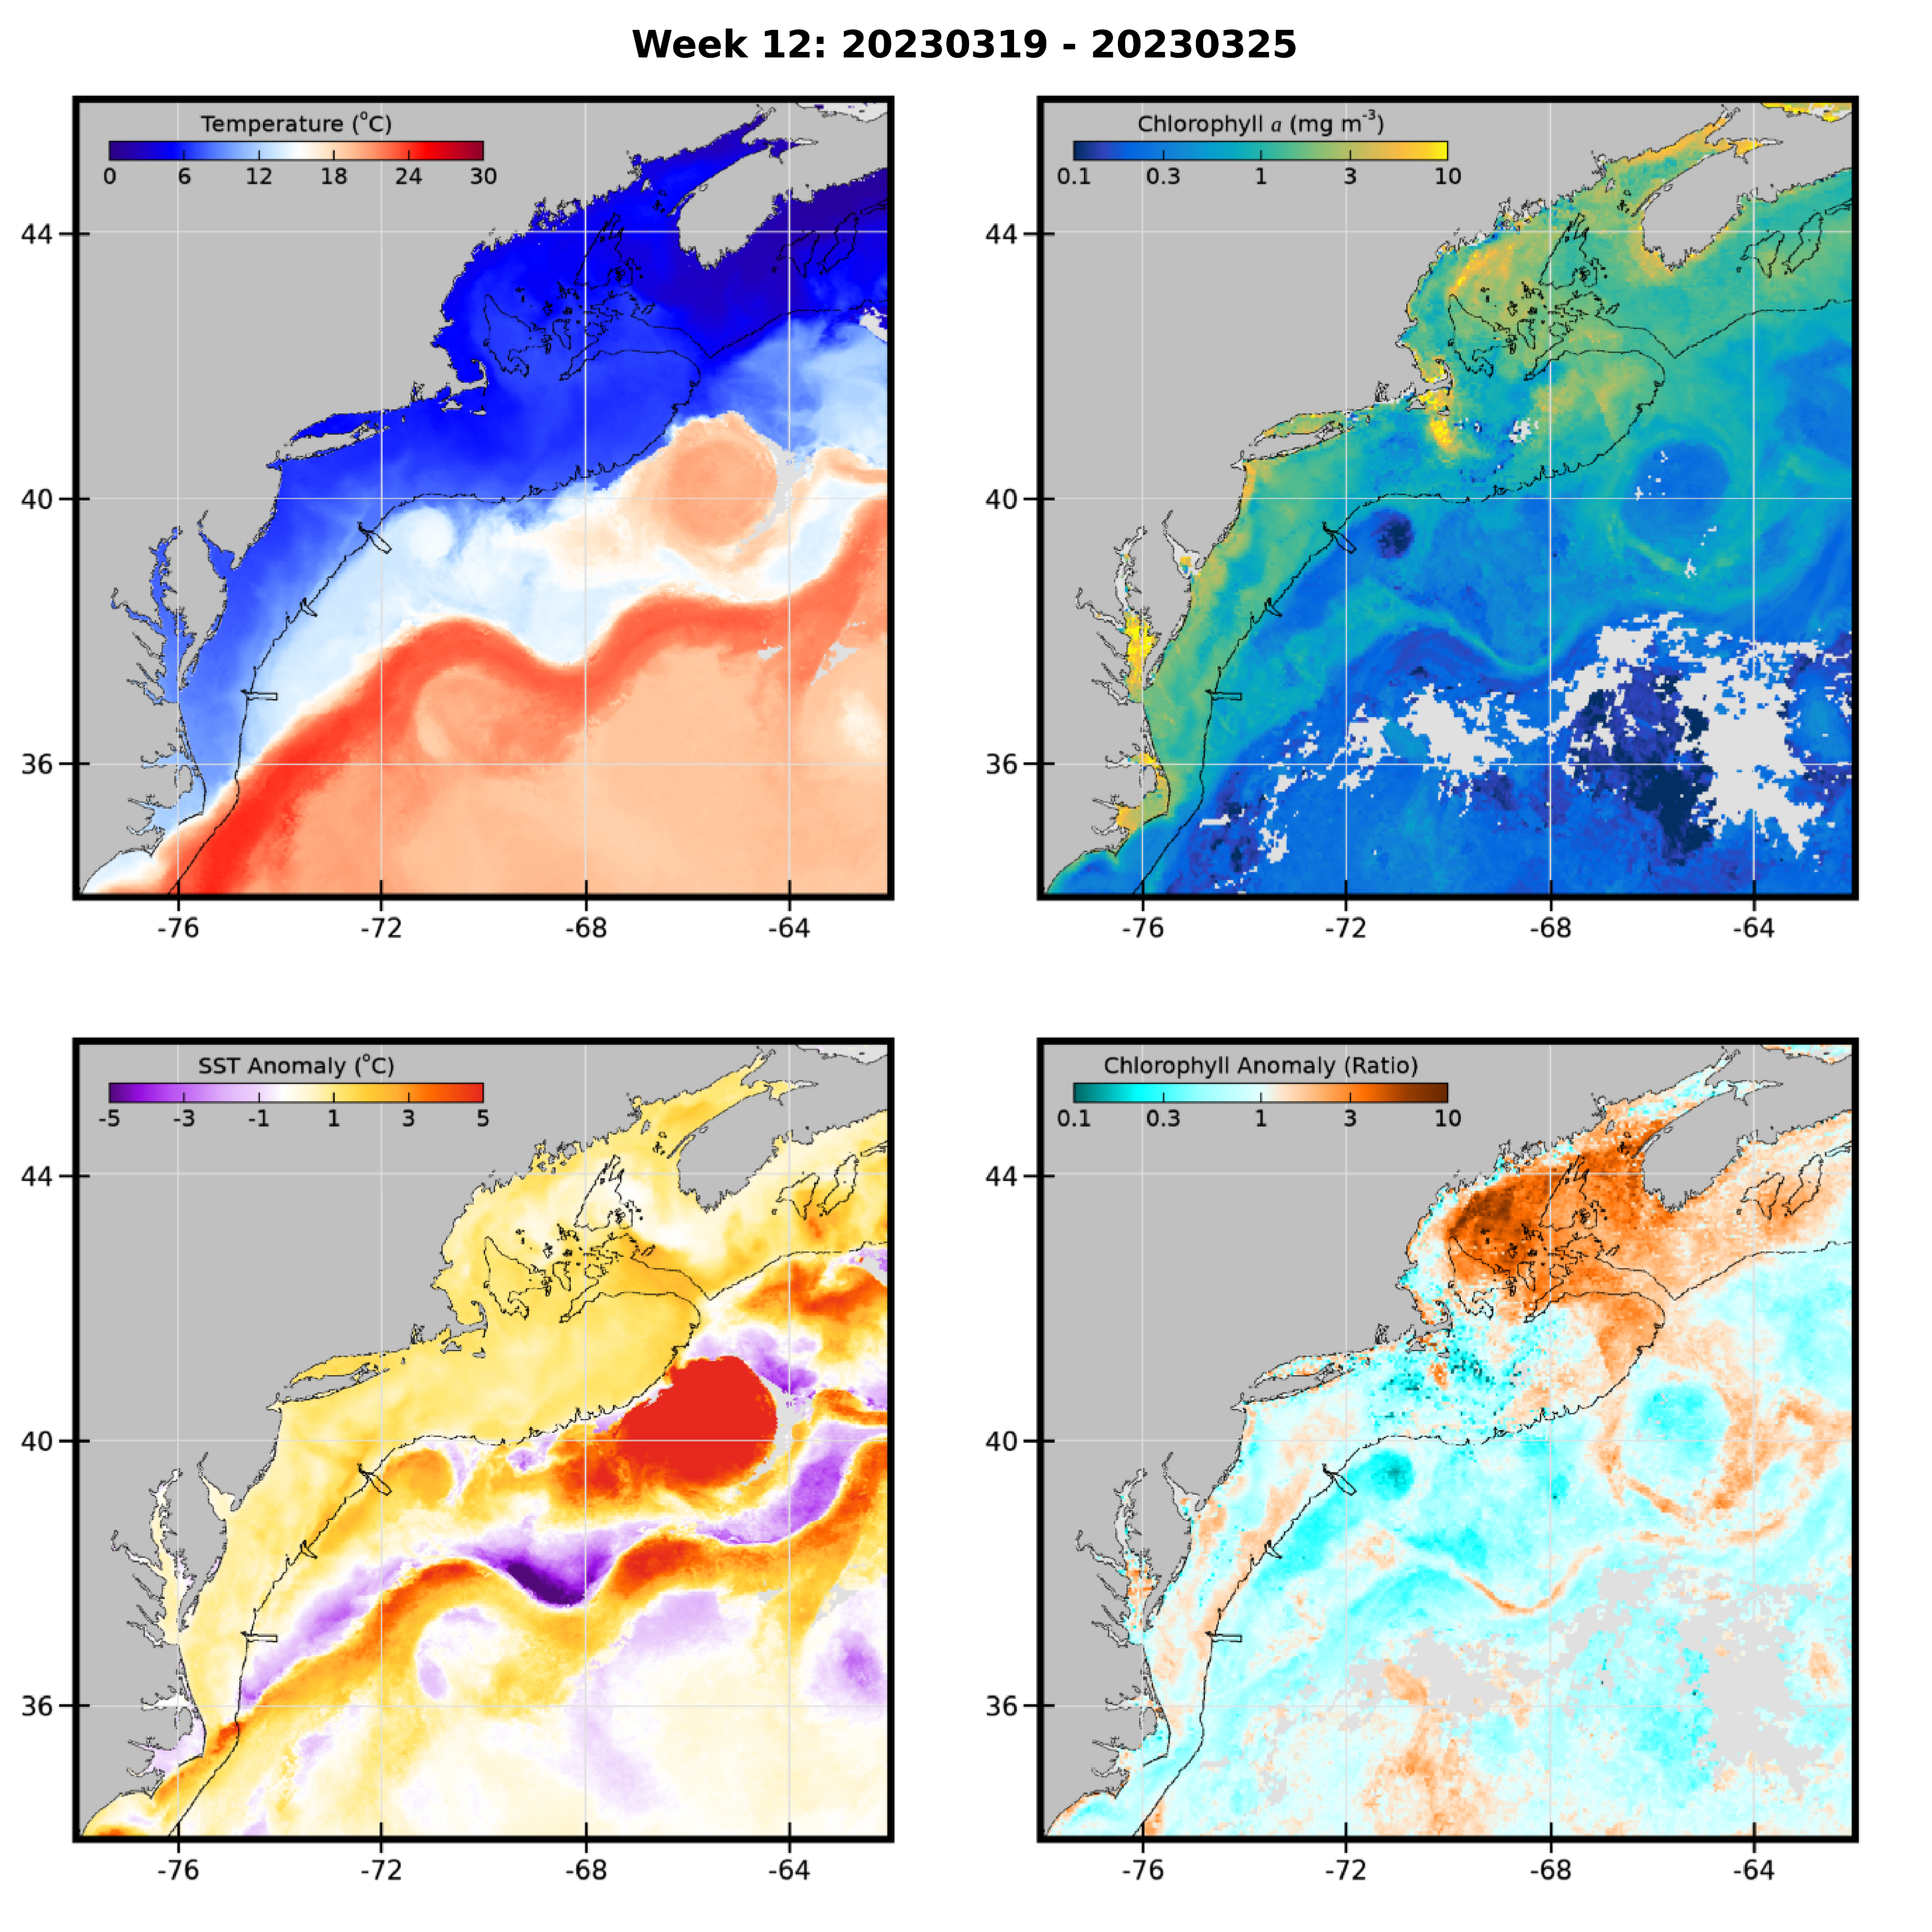 Week 12: 20230319 - 20230325
Temperature (°C)
0 6 12 18 24 30
44
40
36
-76 -72 -68 -64
Chlorophyll a (mg m⁻³)
0.1 0.3 1 3 10
44
40
36
-76 -72 -68 -64
SST Anomaly (°C)
-5 -3 -1 1 3 5
44
40
36
-76 -72 -68 -64
Chlorophyll Anomaly (Ratio)
0.1 0.3 1 3 10
44
40
36
-76 -72 -68 -64